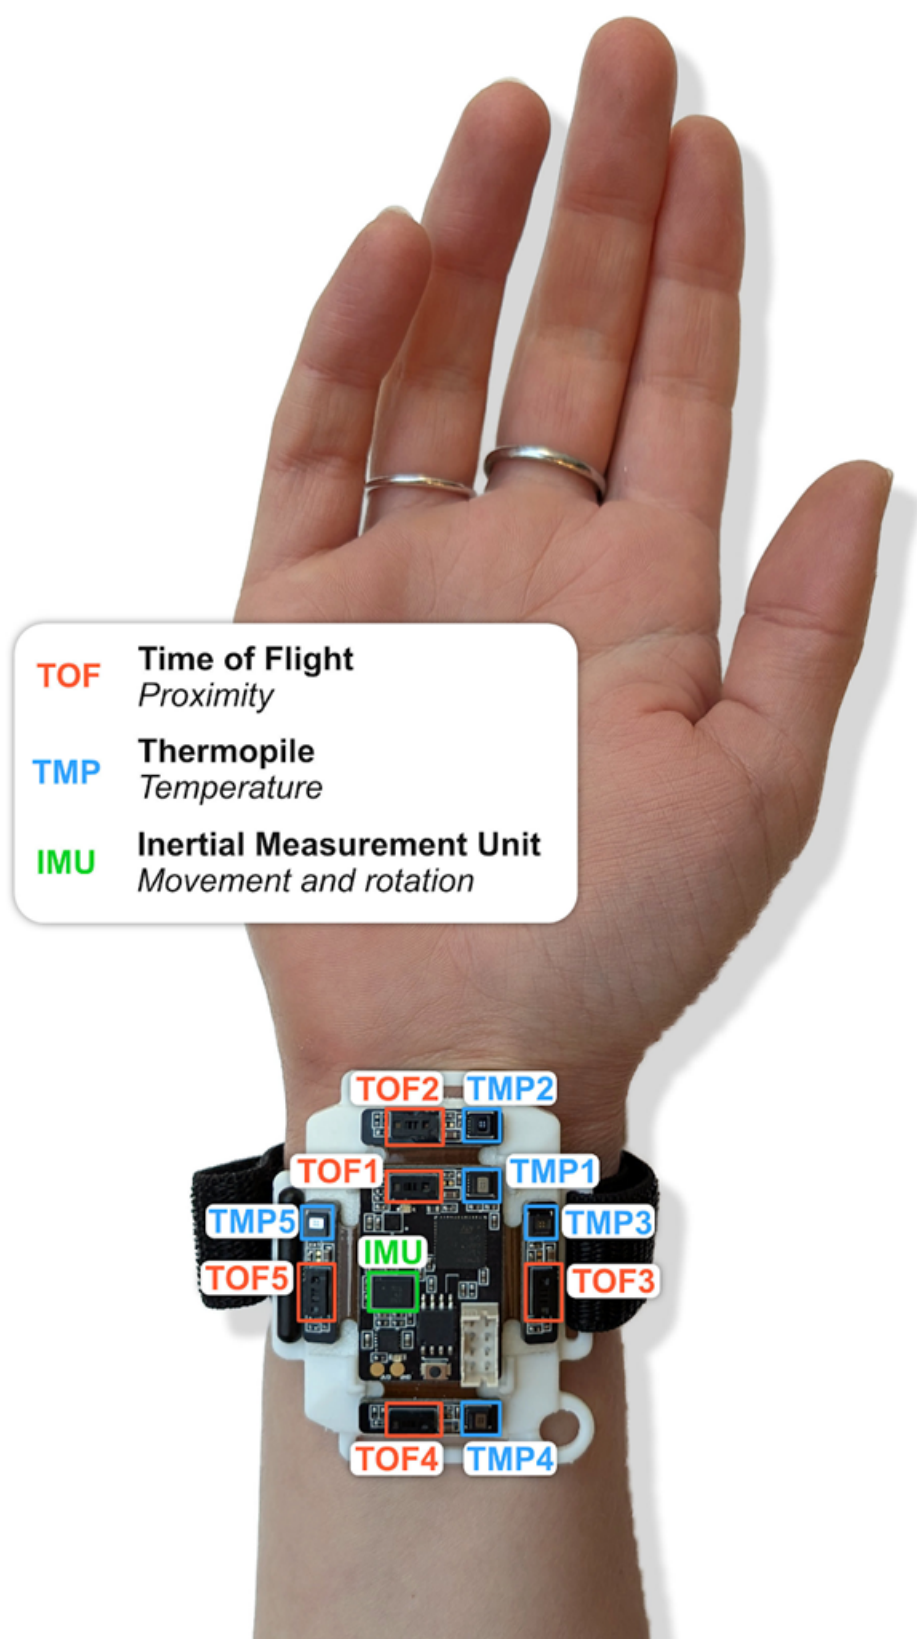 TOF Time of Flight
Proximity
TMP Thermopile
Temperature
IMU Inertial Measurement Unit
Movement and rotation
TOF2 TMP2
TOF1 TMP1
TMP5 TMP3
IMU
TOF5 TOF3
TOF4 TMP4